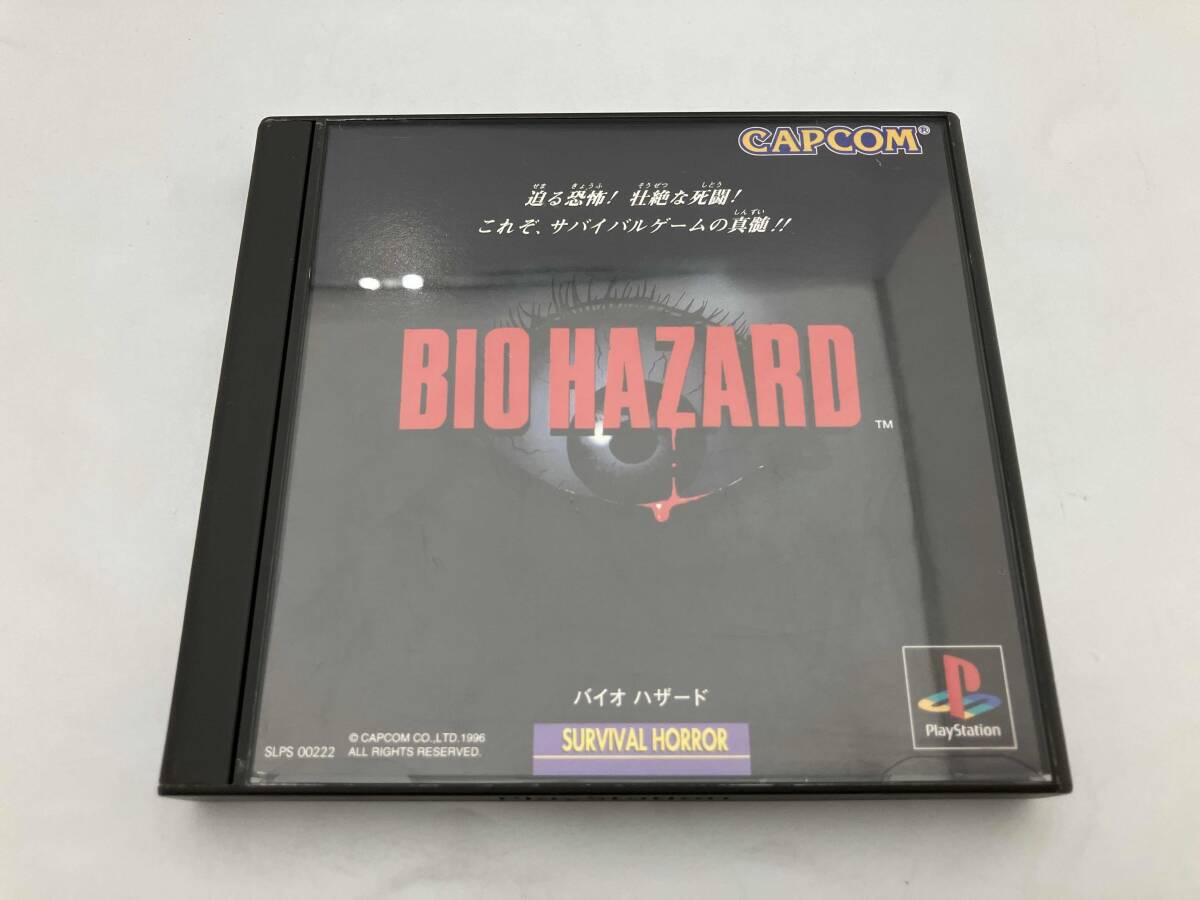 CAPCOM®
迫る恐怖! 壮絶な死闘!
これぞ、サバイバルゲームの真髄!!
BIO HAZARD™
バイオ ハザード
SURVIVAL HORROR
SLPS 00222
© CAPCOM CO.,LTD.1996
ALL RIGHTS RESERVED.
PlayStation
PlayStation